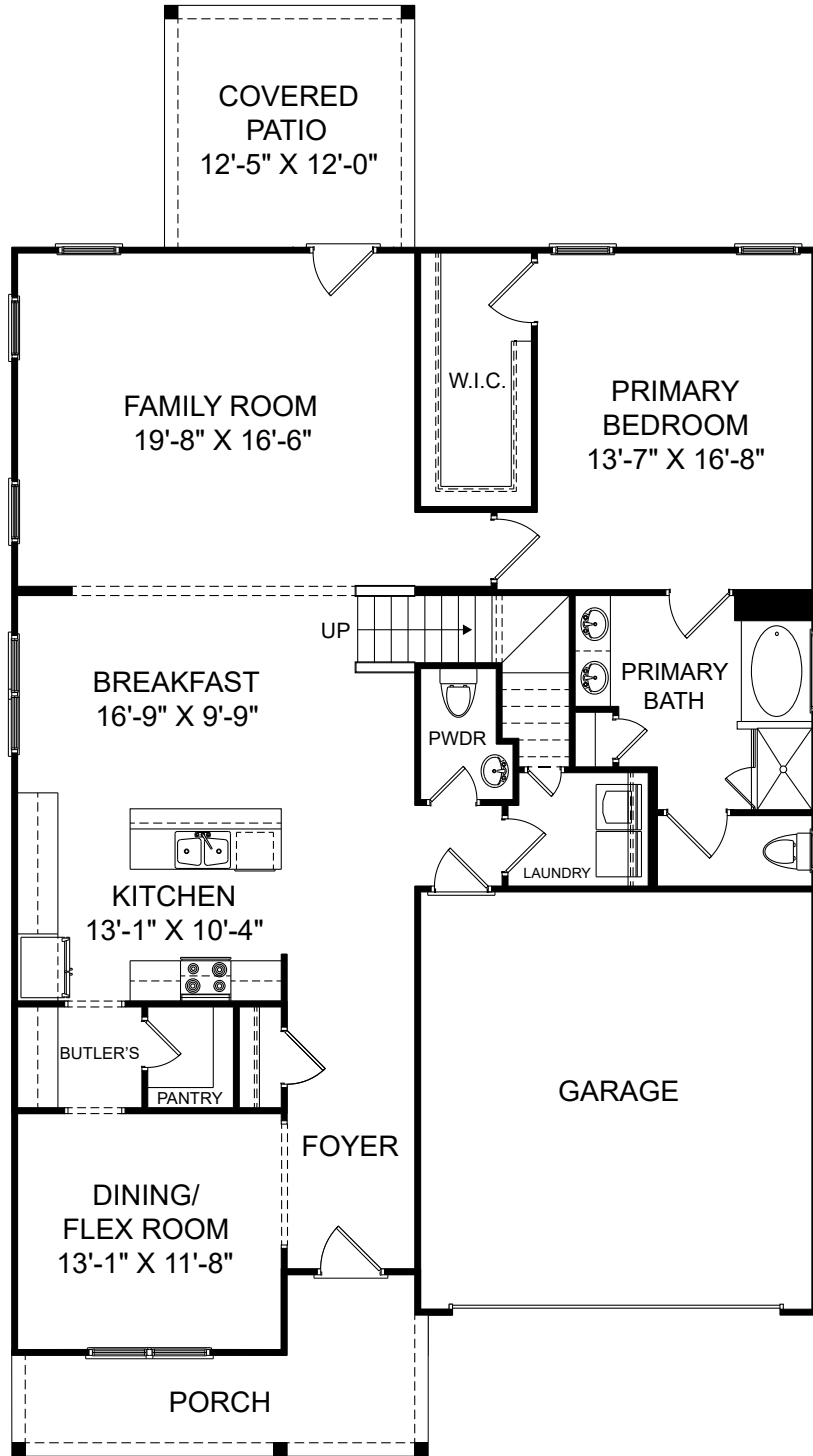 COVERED
PATIO
12'-5" X 12'-0"
FAMILY ROOM
19'-8" X 16'-6"
W.I.C.
PRIMARY
BEDROOM
13'-7" X 16'-8"
UP
BREAKFAST
16'-9" X 9'-9"
PWDR
PRIMARY
BATH
LAUNDRY
KITCHEN
13'-1" X 10'-4"
BUTLER'S
PANTRY
GARAGE
FOYER
DINING/
FLEX ROOM
13'-1" X 11'-8"
PORCH